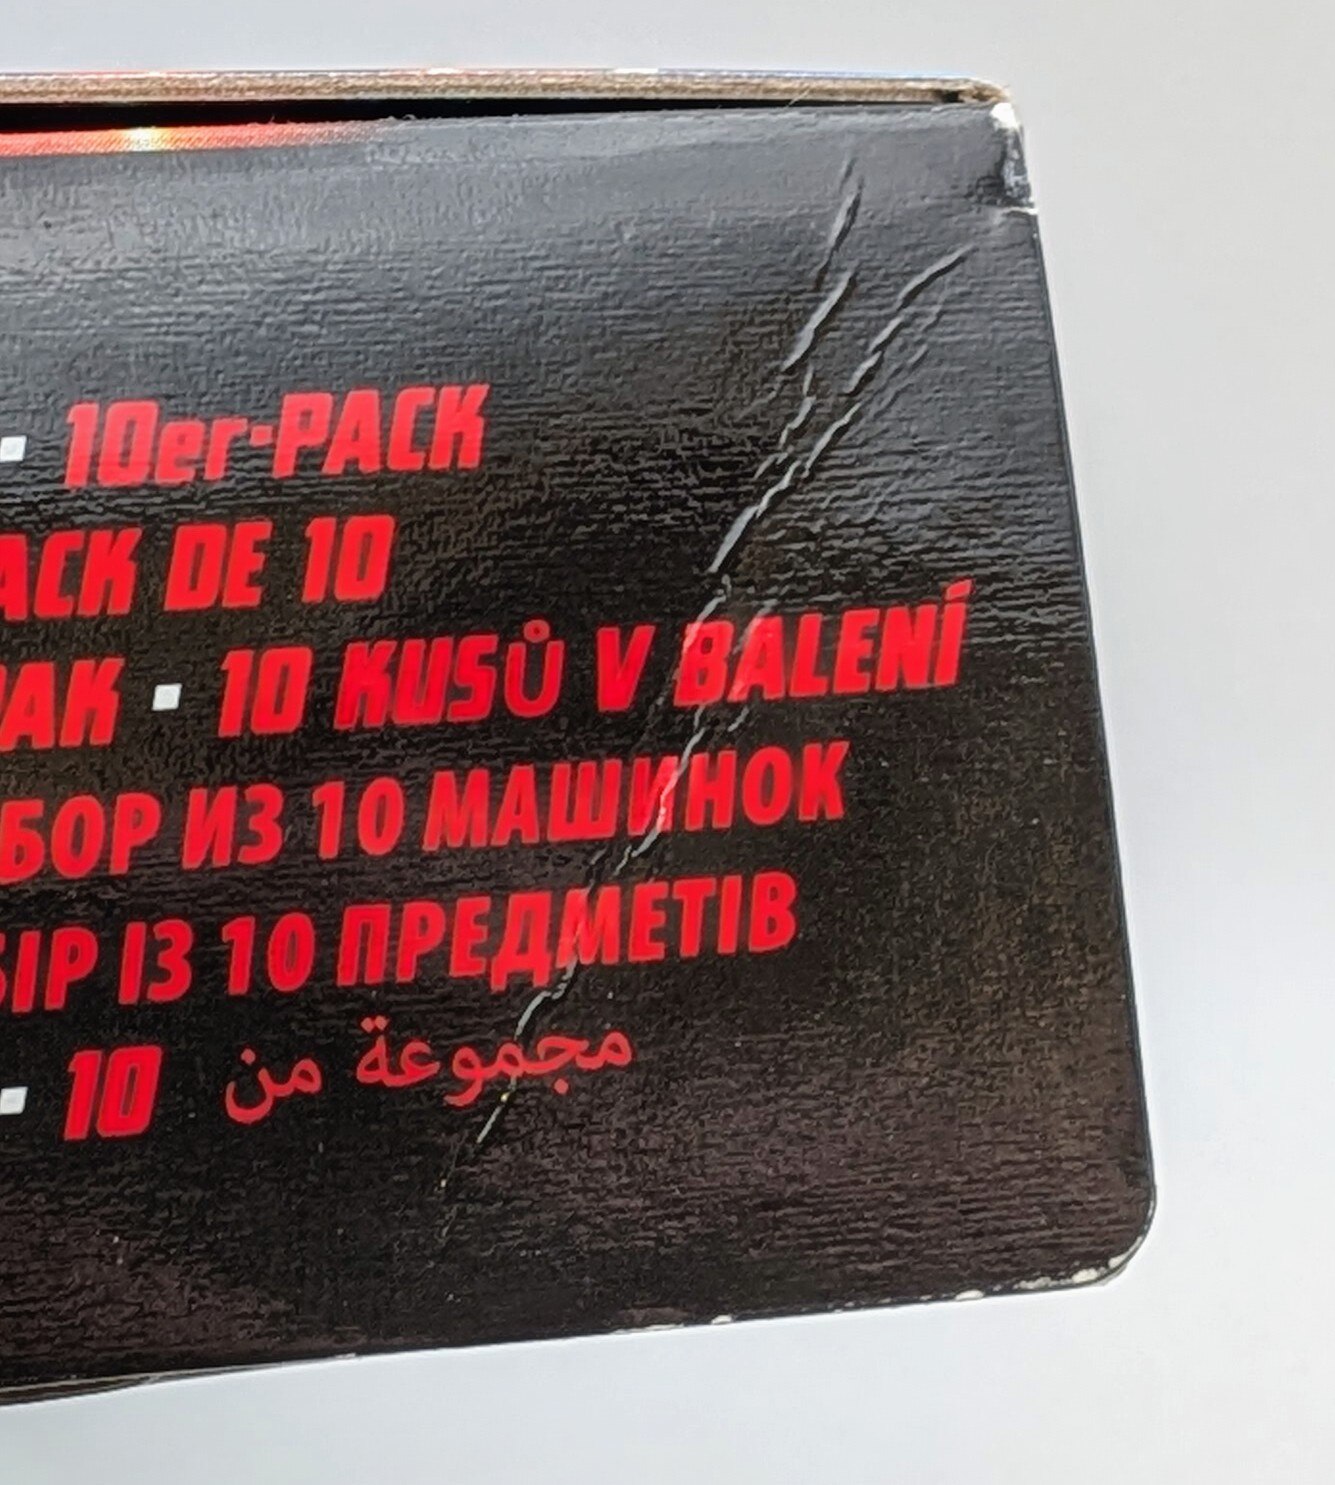 ▪ 10er-PACK
ACK DE 10
AK ▪ 10 KUSŮ V BALENÍ
БОР ИЗ 10 МАШИНОК
БІР ІЗ 10 ПРЕДМЕТІВ
▪ 10 مجموعة من